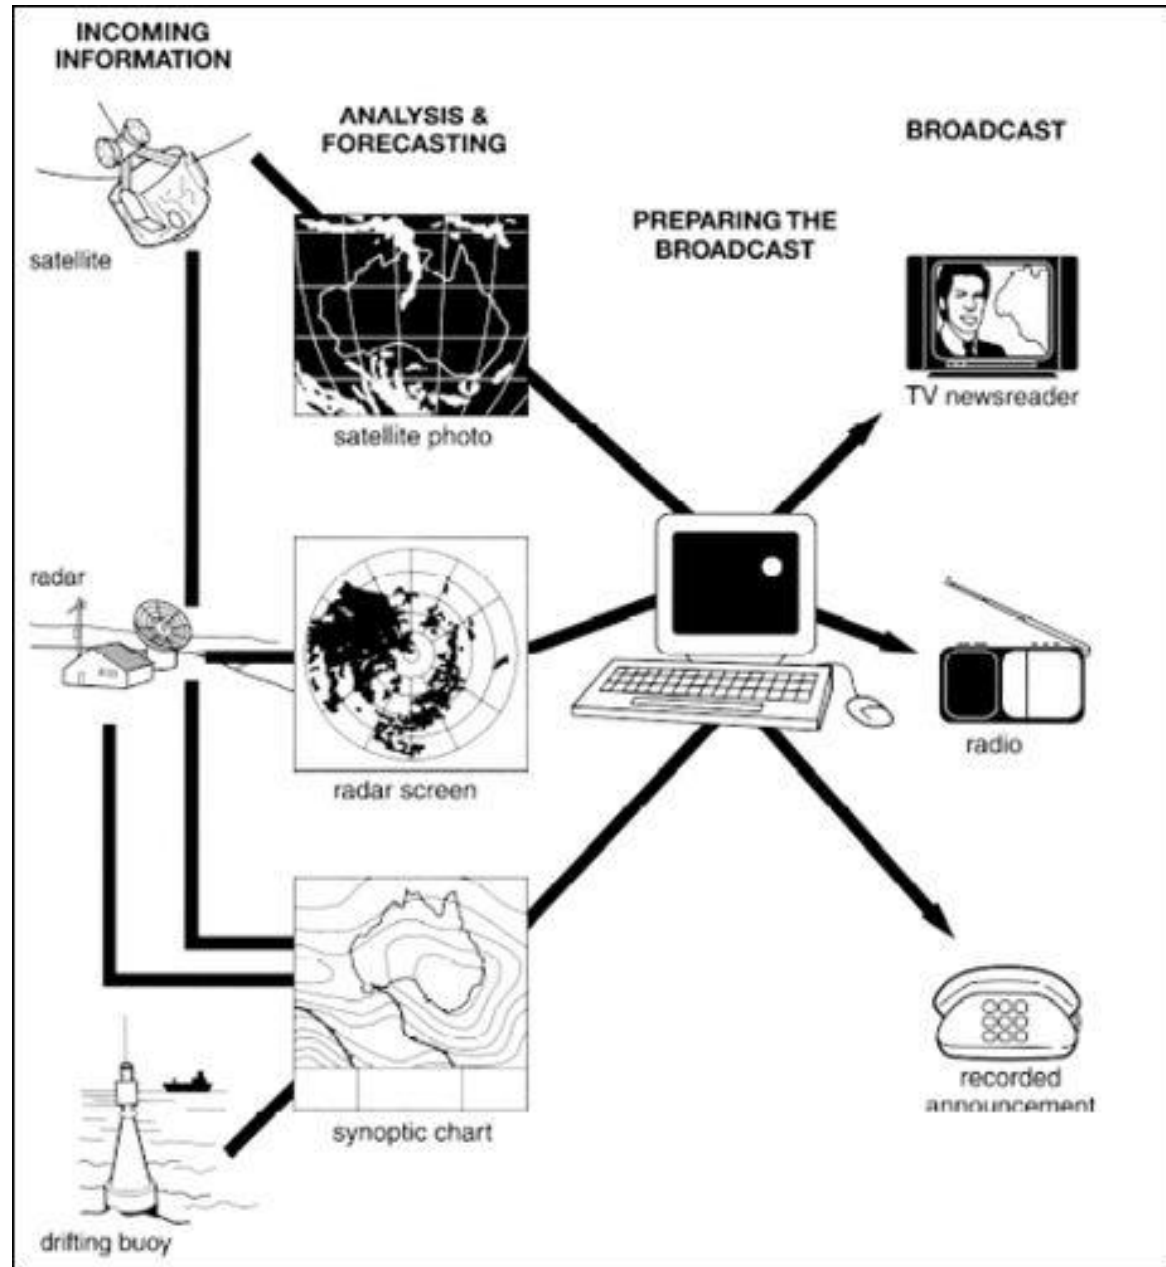 INCOMING
INFORMATION
ANALYSIS &
FORECASTING
BROADCAST
PREPARING THE
BROADCAST
satellite
satellite photo
TV newsreader
radar
radar screen
radio
synoptic chart
recorded
announcement
drifting buoy